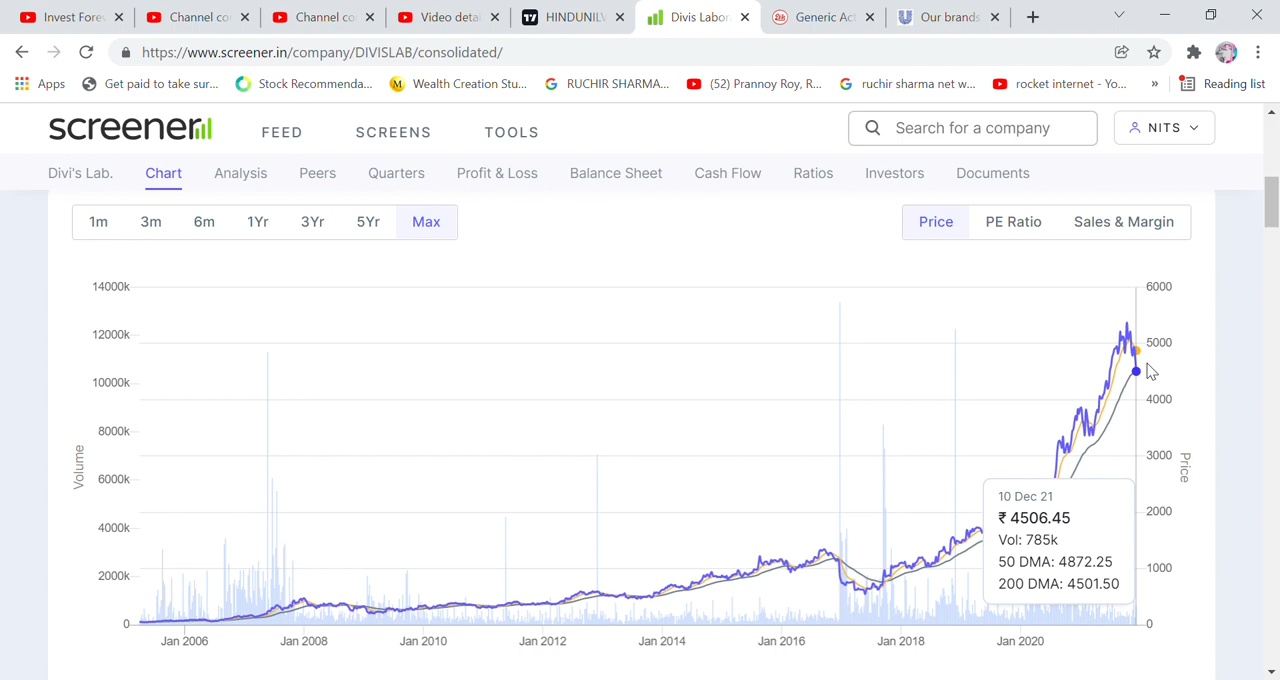 Invest Fore
Channel co
Channel co
Video detai
HINDUNILV
Divis Labor
Generic Act
Our brands
https://www.screener.in/company/DIVISLAB/consolidated/
Apps
Get paid to take sur...
Stock Recommenda...
Wealth Creation Stu...
RUCHIR SHARMA...
(52) Prannoy Roy, R...
ruchir sharma net w...
rocket internet - Yo...
»
Reading list
screener
FEED
SCREENS
TOOLS
Search for a company
NITS
Divi's Lab.
Chart
Analysis
Peers
Quarters
Profit & Loss
Balance Sheet
Cash Flow
Ratios
Investors
Documents
1m
3m
6m
1Yr
3Yr
5Yr
Max
Price
PE Ratio
Sales & Margin
14000k
12000k
10000k
8000k
6000k
4000k
2000k
0
Volume
6000
5000
4000
3000
2000
1000
0
Price
10 Dec 21
₹ 4506.45
Vol: 785k
50 DMA: 4872.25
200 DMA: 4501.50
Jan 2006
Jan 2008
Jan 2010
Jan 2012
Jan 2014
Jan 2016
Jan 2018
Jan 2020